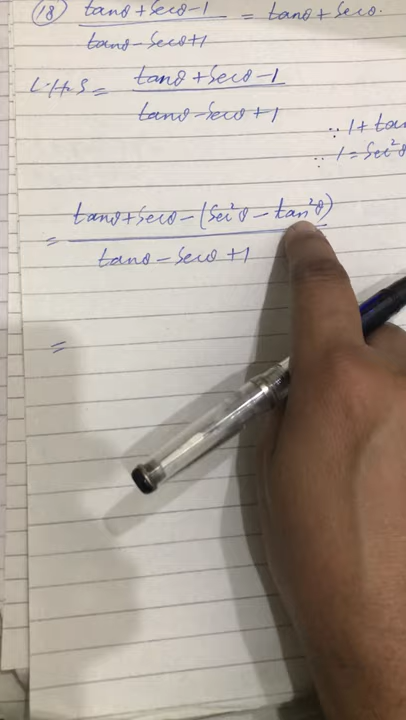 (18) tanθ + secθ - 1 / tanθ - secθ + 1 = tanθ + secθ.
L.H.S = tanθ + secθ - 1 / tanθ - secθ + 1
∵ 1 + tan
∵ 1 = sec²θ
= tanθ + secθ - (sec²θ - tan²θ) / tanθ - secθ + 1
=